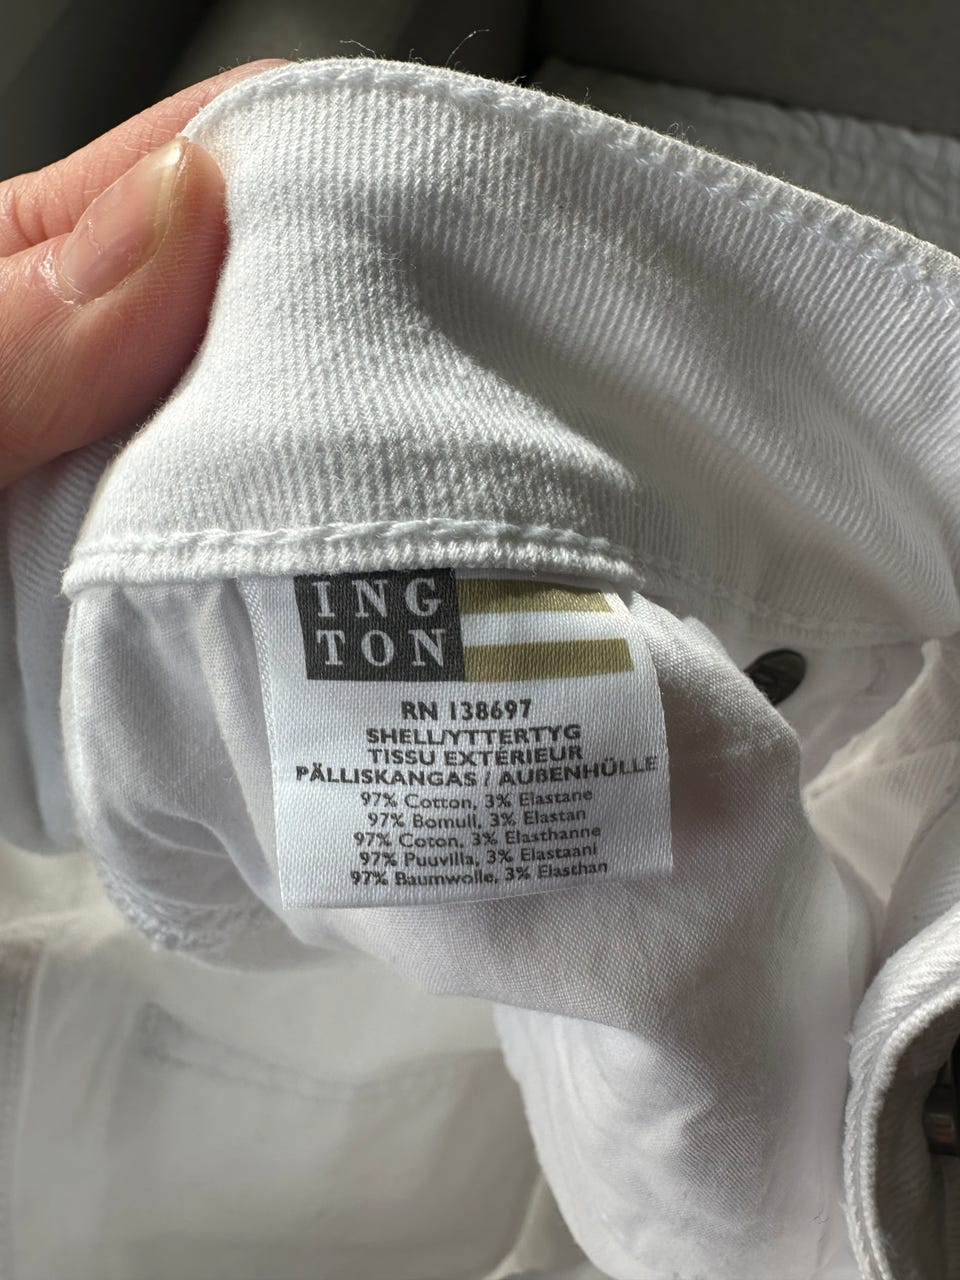 ING
TON
RN 138697
SHELL/YTTERTYG
TISSU EXTÉRIEUR
PÄLLISKANGAS / AUßENHÜLLE
97% Cotton, 3% Elastane
97% Bomull, 3% Elastan
97% Coton, 3% Elasthanne
97% Puuvilla, 3% Elastaani
97% Baumwolle, 3% Elasthan